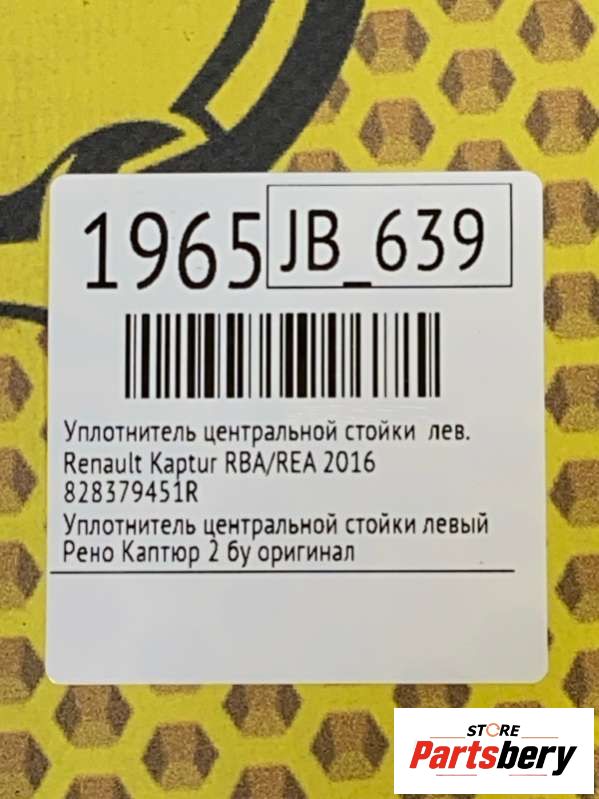 1965 JB_639
Уплотнитель центральной стойки лев.
Renault Kaptur RBA/REA 2016
828379451R
Уплотнитель центральной стойки левый
Рено Каптюр 2 бу оригинал
STORE
Partsbery